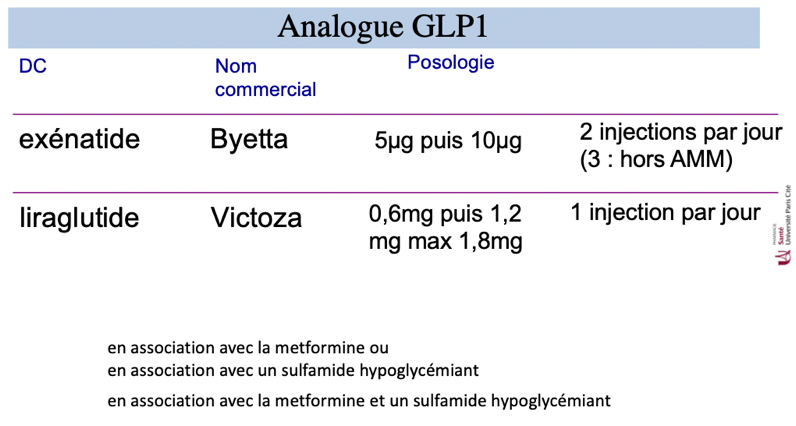 Analogue GLP1
DC
Nom
commercial
Posologie
exénatide
Byetta
5µg puis 10µg
2 injections par jour
(3 : hors AMM)
liraglutide
Victoza
0,6mg puis 1,2
mg max 1,8mg
1 injection par jour
Santé
Université Paris Cité
en association avec la metformine ou
en association avec un sulfamide hypoglycémiant
en association avec la metformine et un sulfamide hypoglycémiant